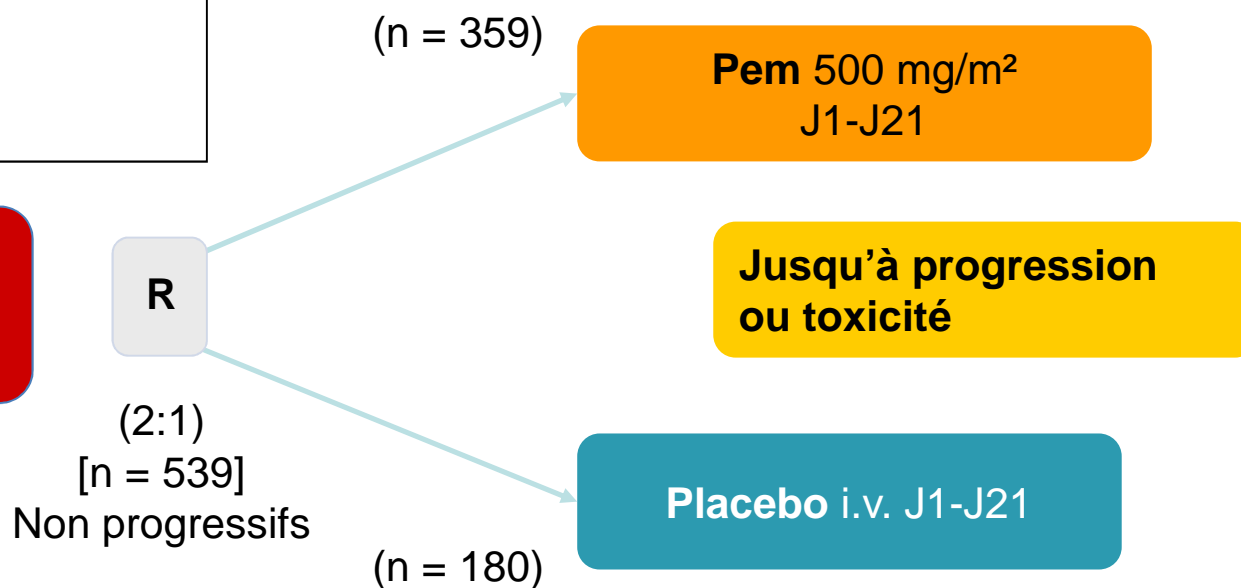 (n = 359)
Pem 500 mg/m²
J1-J21
R
Jusqu’à progression
ou toxicité
(2:1)
[n = 539]
Non progressifs
Placebo i.v. J1-J21
(n = 180)